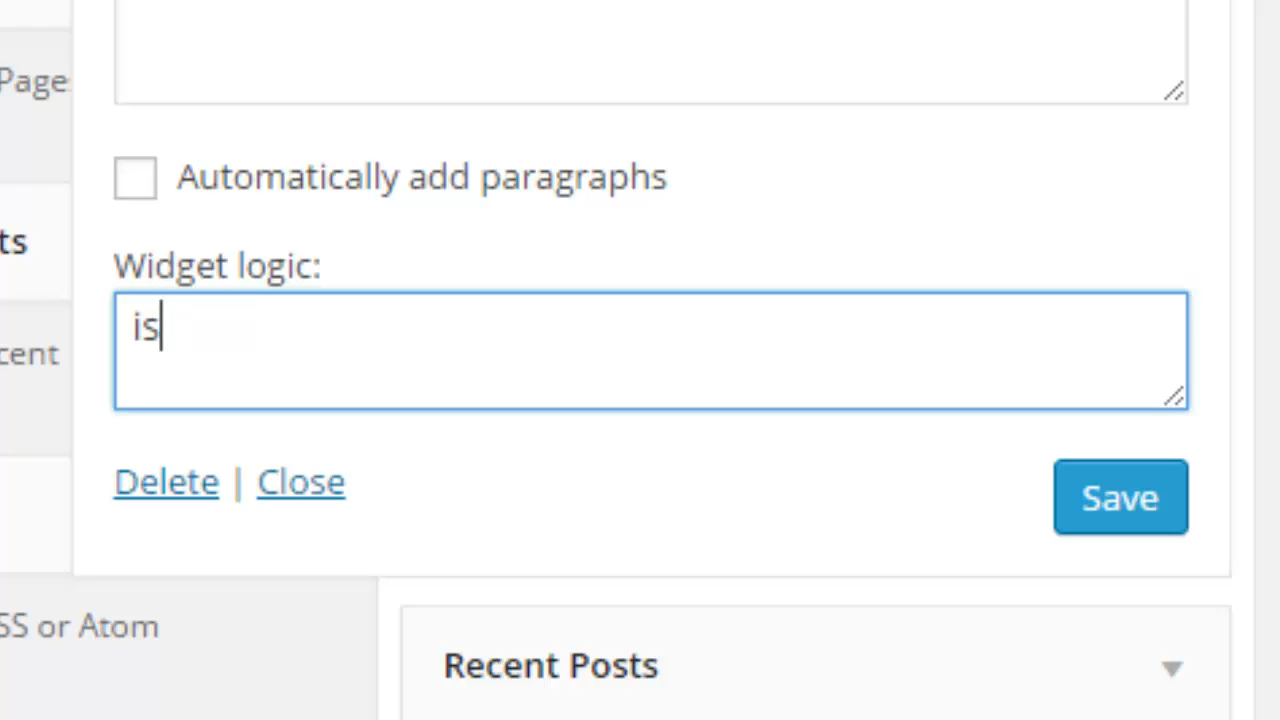 Page
Automatically add paragraphs
ts
Widget logic:
is
cent
Delete | Close
Save
SS or Atom
Recent Posts